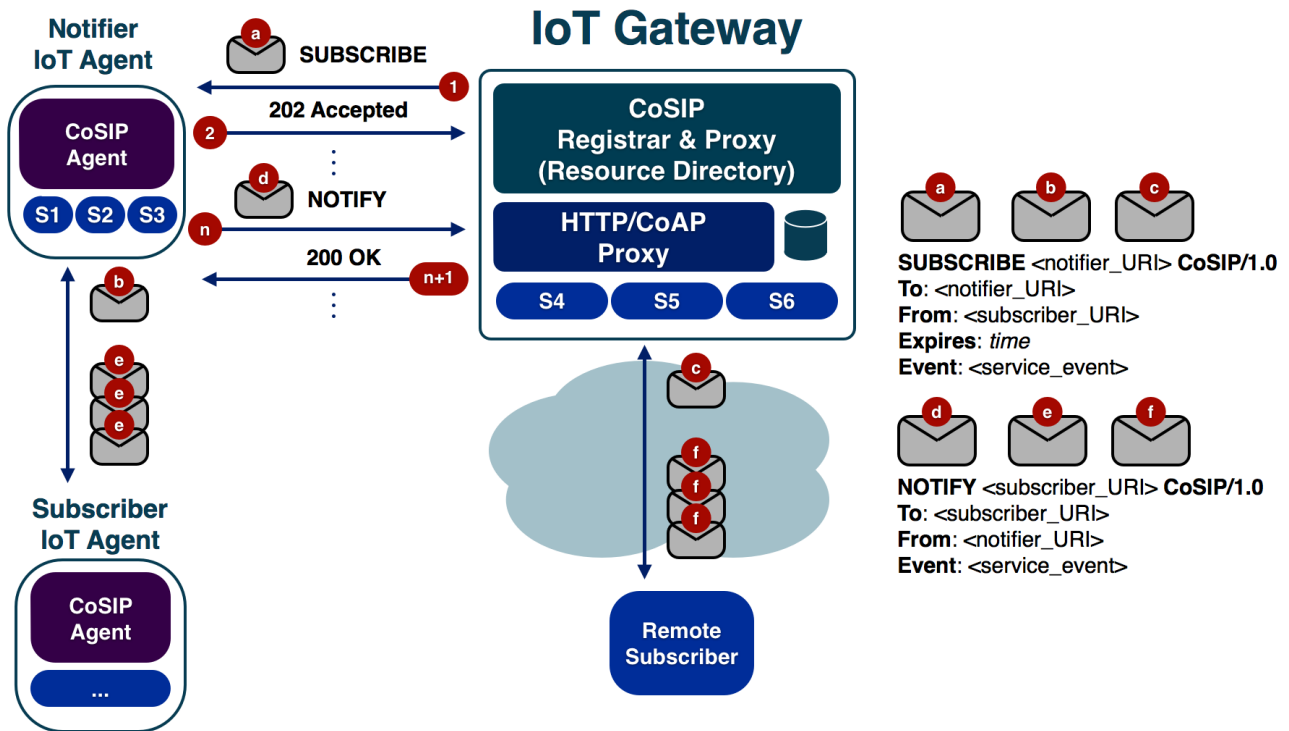 Notifier
IoT Agent
IoT Gateway
a
SUBSCRIBE
1
202 Accepted
2
CoSIP
Agent
S1 S2 S3
d
NOTIFY
n
200 OK
n+1
CoSIP
Registrar & Proxy
(Resource Directory)
HTTP/CoAP
Proxy
S4 S5 S6
b
e
e
e
c
f
f
f
Subscriber
IoT Agent
CoSIP
Agent
...
Remote
Subscriber
a b c
SUBSCRIBE <notifier_URI> CoSIP/1.0
To: <notifier_URI>
From: <subscriber_URI>
Expires: time
Event: <service_event>
d e f
NOTIFY <subscriber_URI> CoSIP/1.0
To: <subscriber_URI>
From: <notifier_URI>
Event: <service_event>